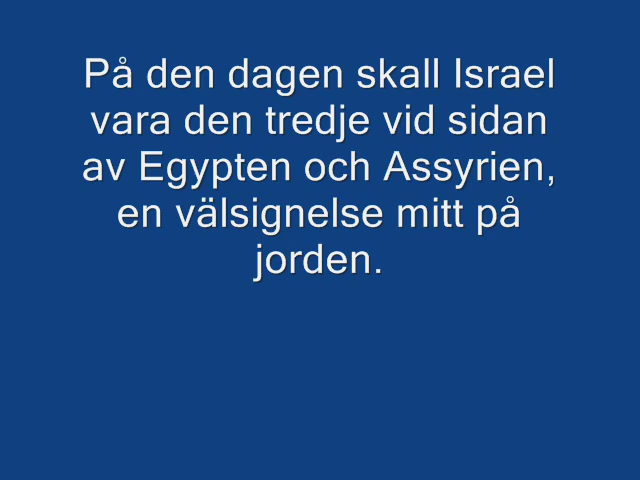 På den dagen skall Israel
vara den tredje vid sidan
av Egypten och Assyrien,
en välsignelse mitt på
jorden.